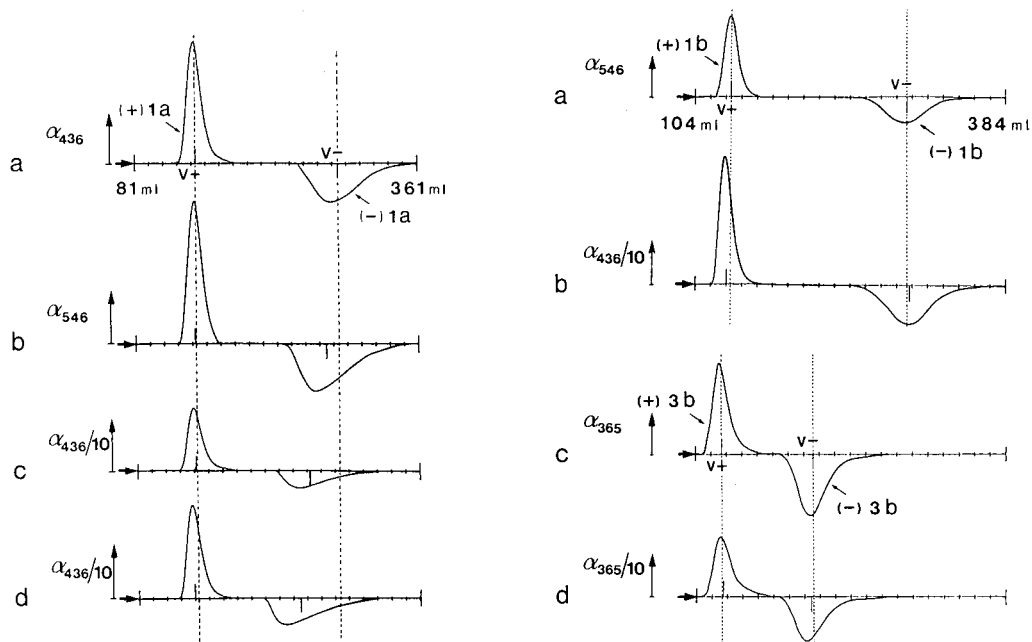 (+) 1a
α436
a
V+
V−
81 ml
361 ml
(−) 1a
α546
b
α436/10
c
α436/10
d
(+) 1b
α546
a
V+
V−
104 ml
384 ml
(−) 1b
α436/10
b
(+) 3b
α365
c
V+
V−
(−) 3b
α365/10
d